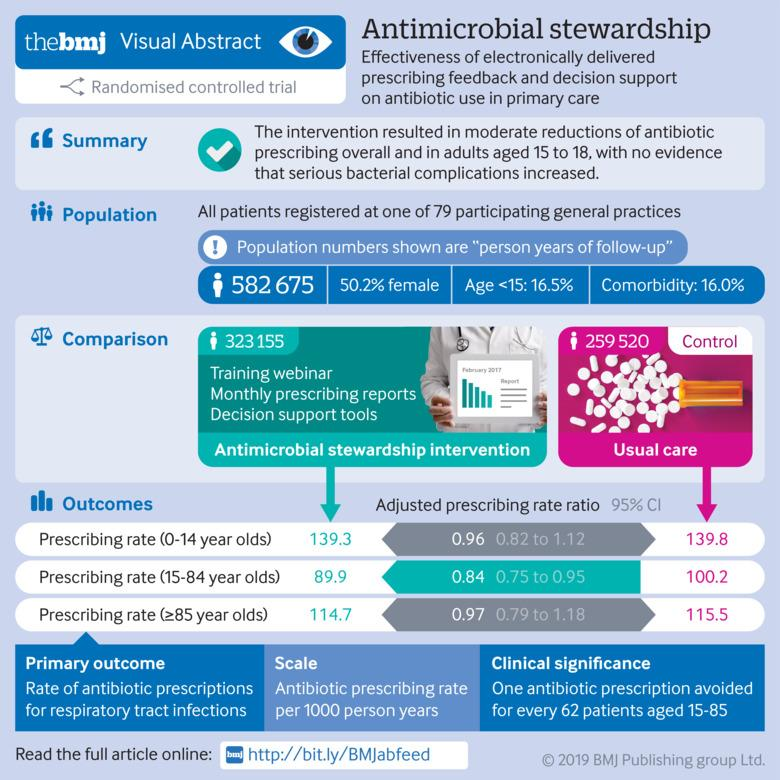 thebmj Visual Abstract
Randomised controlled trial
Antimicrobial stewardship
Effectiveness of electronically delivered
prescribing feedback and decision support
on antibiotic use in primary care
Summary
The intervention resulted in moderate reductions of antibiotic
prescribing overall and in adults aged 15 to 18, with no evidence
that serious bacterial complications increased.
Population
All patients registered at one of 79 participating general practices
! Population numbers shown are "person years of follow-up"
582 675 50.2% female Age <15: 16.5% Comorbidity: 16.0%
Comparison
323 155
Training webinar
Monthly prescribing reports
Decision support tools
February 2017
Report
Antimicrobial stewardship intervention
259 520 Control
Usual care
Outcomes
Adjusted prescribing rate ratio 95% CI
Prescribing rate (0-14 year olds) 139.3 0.96 0.82 to 1.12 139.8
Prescribing rate (15-84 year olds) 89.9 0.84 0.75 to 0.95 100.2
Prescribing rate (≥85 year olds) 114.7 0.97 0.79 to 1.18 115.5
Primary outcome
Rate of antibiotic prescriptions
for respiratory tract infections
Scale
Antibiotic prescribing rate
per 1000 person years
Clinical significance
One antibiotic prescription avoided
for every 62 patients aged 15-85
Read the full article online: bmj http://bit.ly/BMJabfeed
© 2019 BMJ Publishing group Ltd.